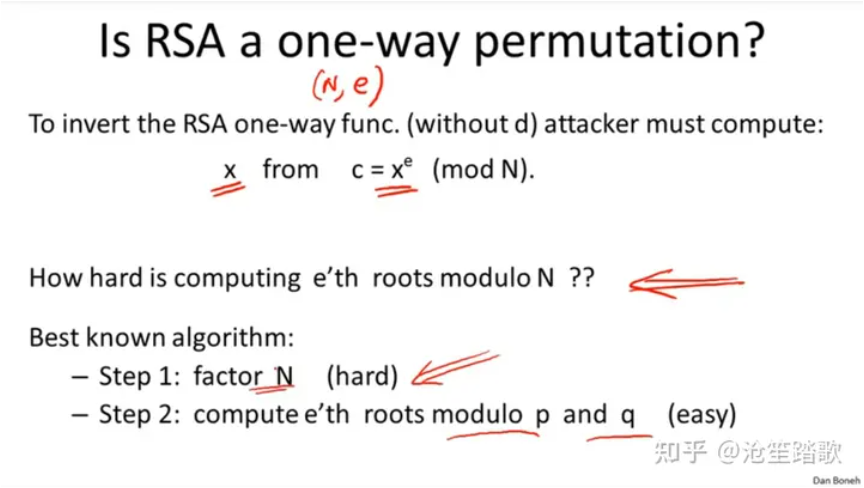 Is RSA a one-way permutation?
(N, e)
To invert the RSA one-way func. (without d) attacker must compute:
x from c = xᵉ (mod N).
How hard is computing e’th roots modulo N ??
Best known algorithm:
– Step 1: factor N (hard)
– Step 2: compute e’th roots modulo p and q (easy)
知乎 @沧笙踏歌
Dan Boneh